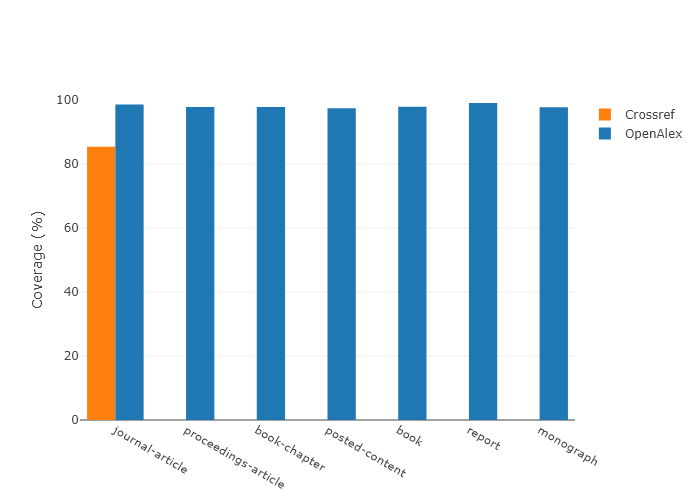 100
80
60
40
20
0
Coverage (%)
journal-article
proceedings-article
book-chapter
posted-content
book
report
monograph
Crossref
OpenAlex